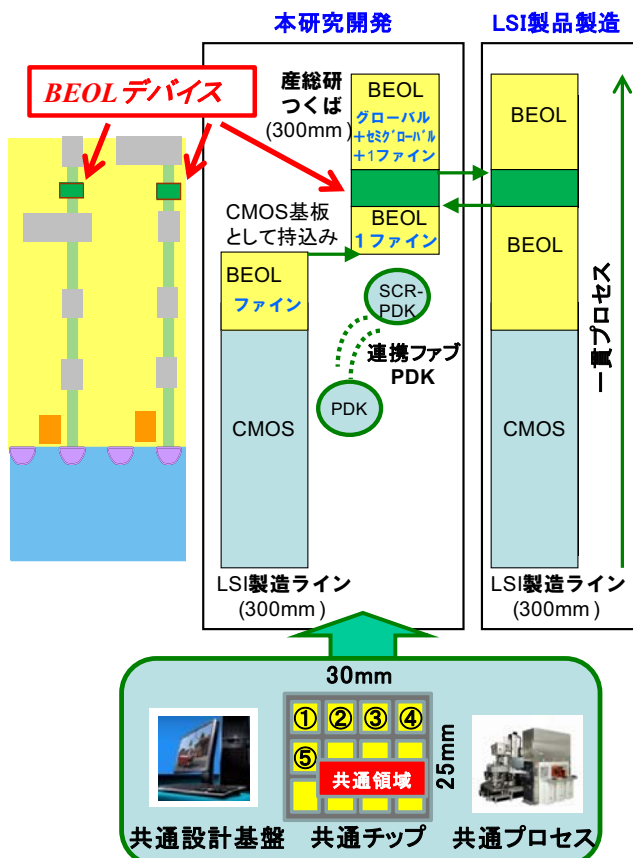 本研究開発
LSI製品製造
BEOLデバイス
産総研
つくば
(300mm)
BEOL
グローバル
+セミグローバル
+1ファイン
BEOL
1ファイン
CMOS基板
として持込み
BEOL
ファイン
SCR-
PDK
連携ファブ
PDK
PDK
CMOS
LSI製造ライン
(300mm)
BEOL
BEOL
CMOS
一貫プロセス
LSI製造ライン
(300mm)
30mm
25mm
① ② ③ ④
⑤
共通領域
共通設計基盤
共通チップ
共通プロセス